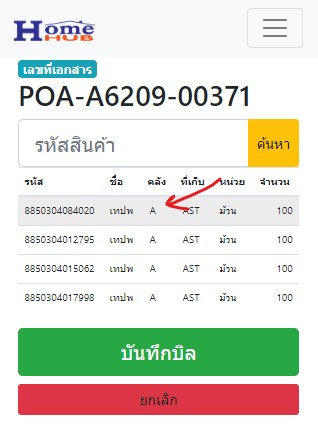 Home
HUB
เลขที่เอกสาร
POA-A6209-00371
รหัสสินค้า ค้นหา
รหัส ชื่อ คลัง ที่เก็บ หน่วย จำนวน
8850304084020 เทปพ A AST ม้วน 100
8850304012795 เทปพ A AST ม้วน 100
8850304015062 เทปพ A AST ม้วน 100
8850304017998 เทปพ A AST ม้วน 100
บันทึกบิล
ยกเลิก